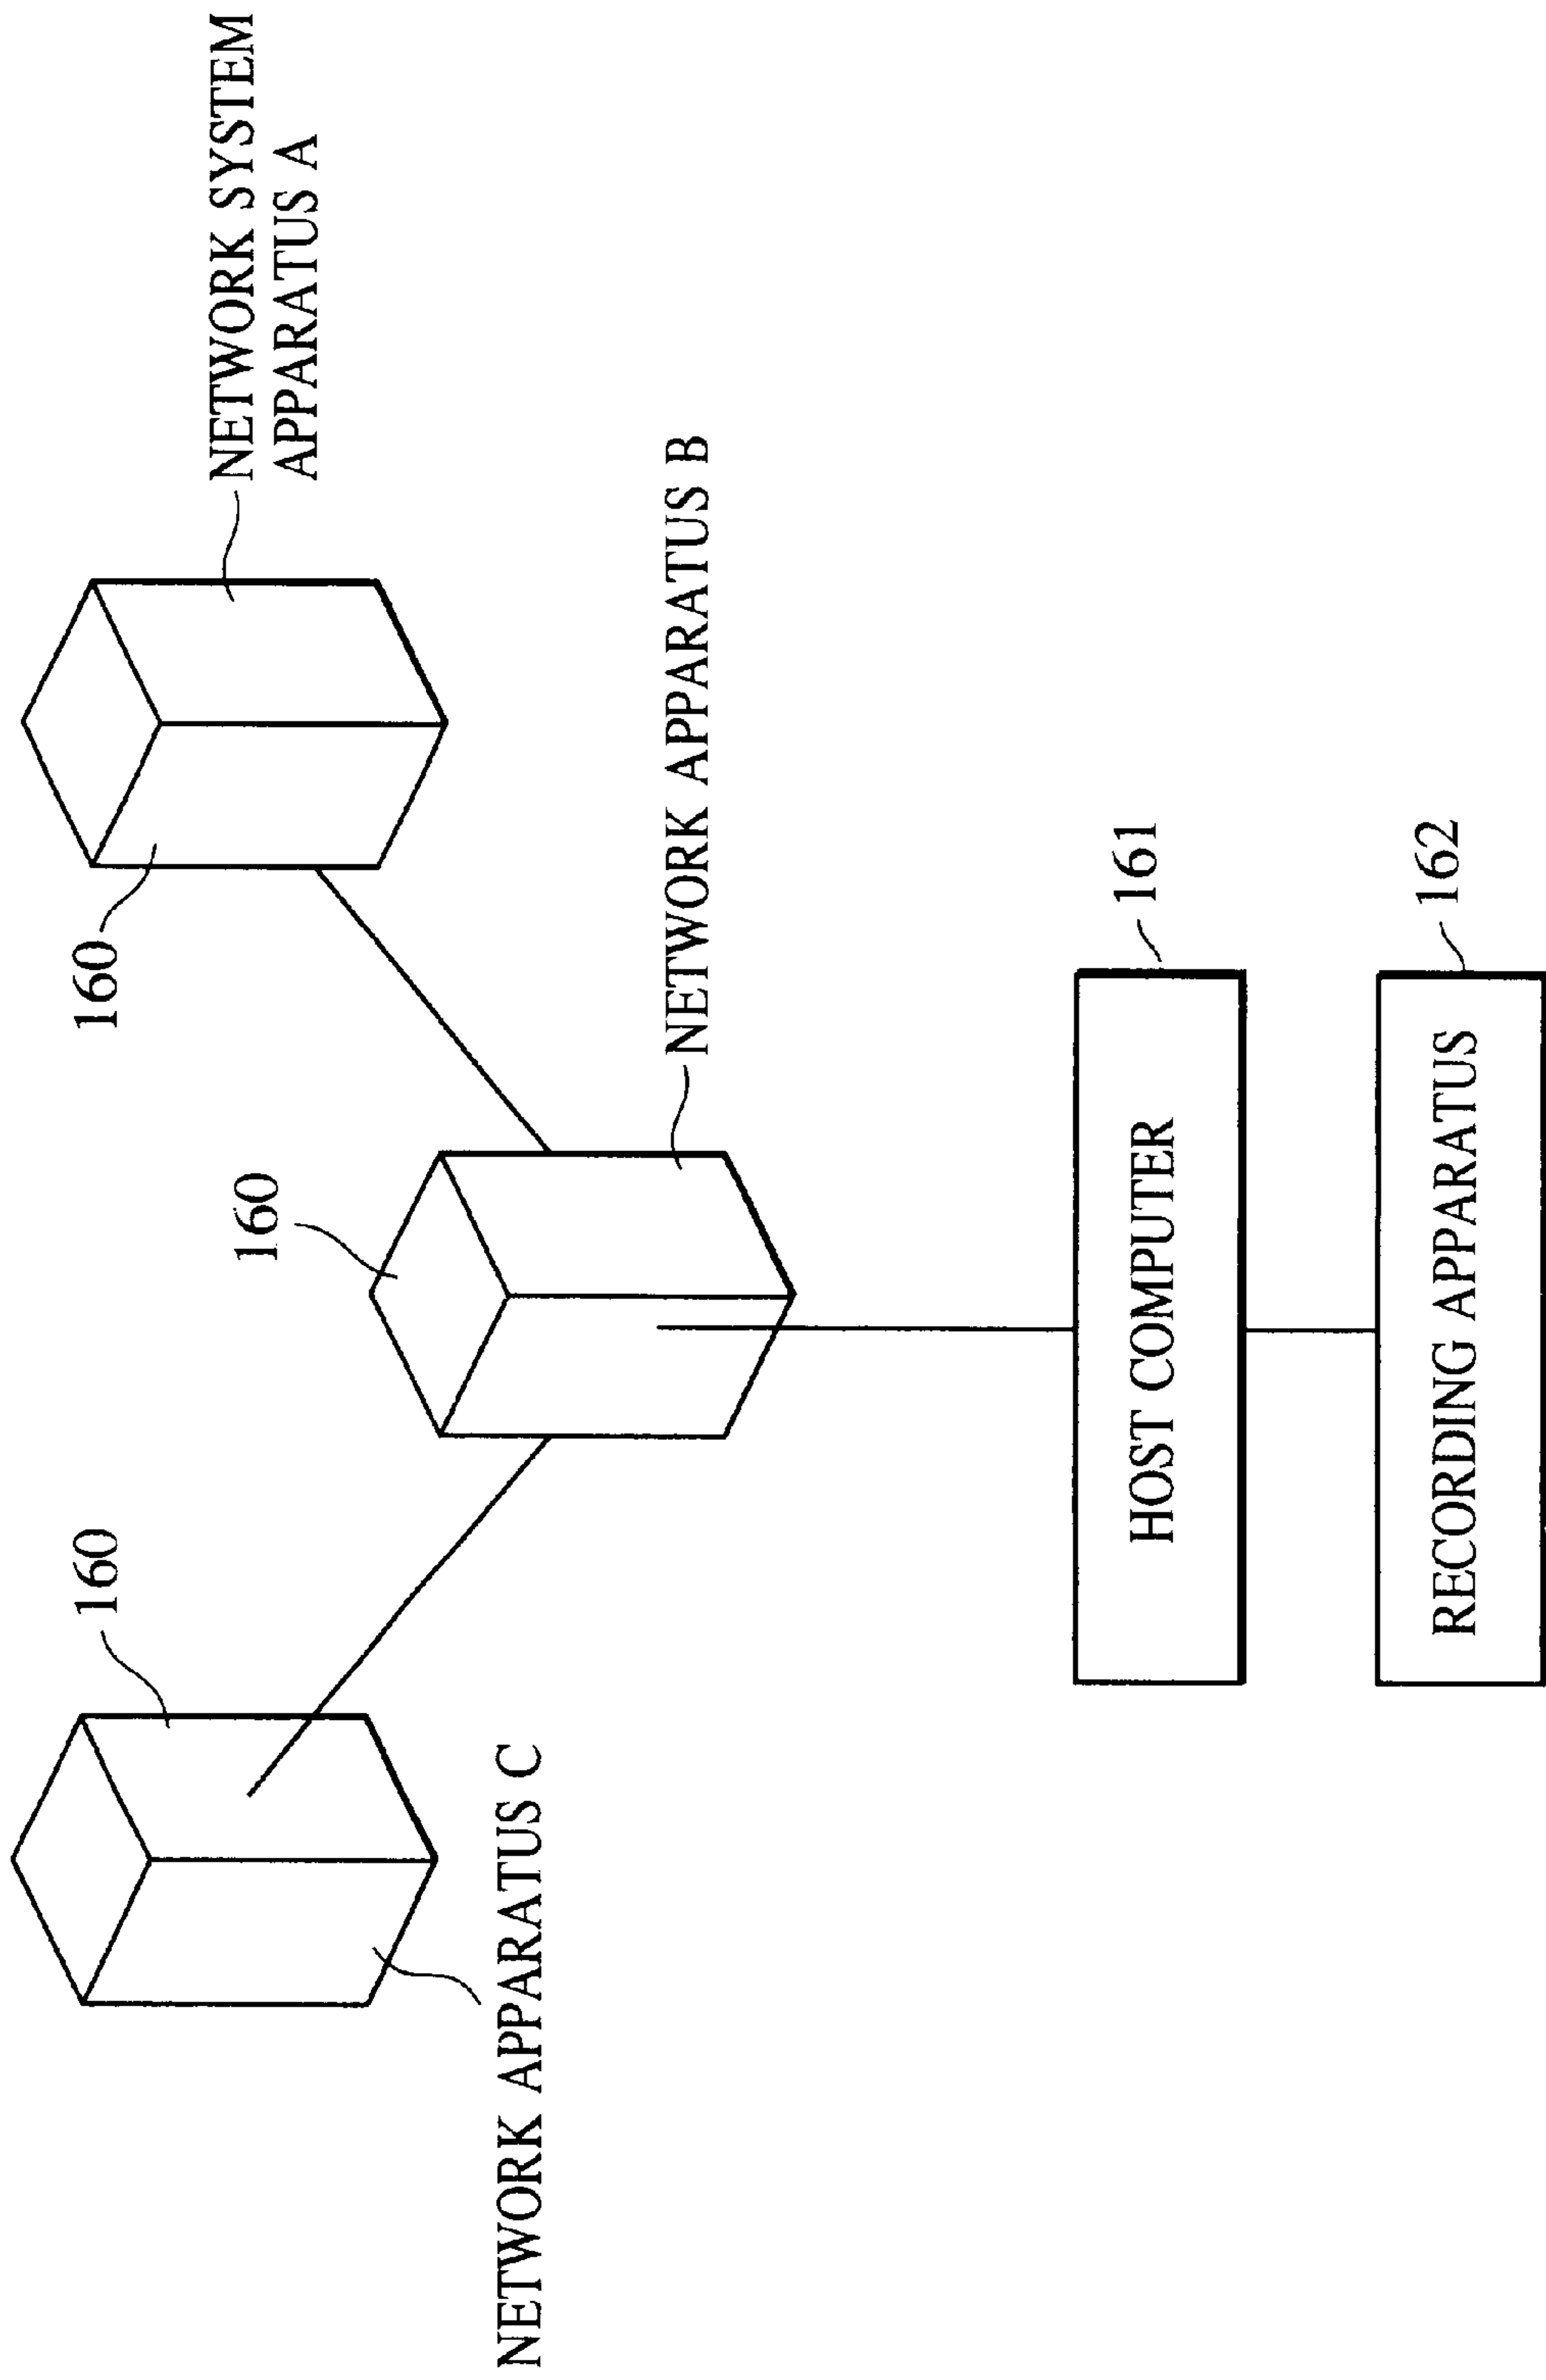 NETWORK SYSTEM
APPARATUS A
160
NETWORK APPARATUS B
160
160
NETWORK APPARATUS C
HOST COMPUTER
161
RECORDING APPARATUS
162